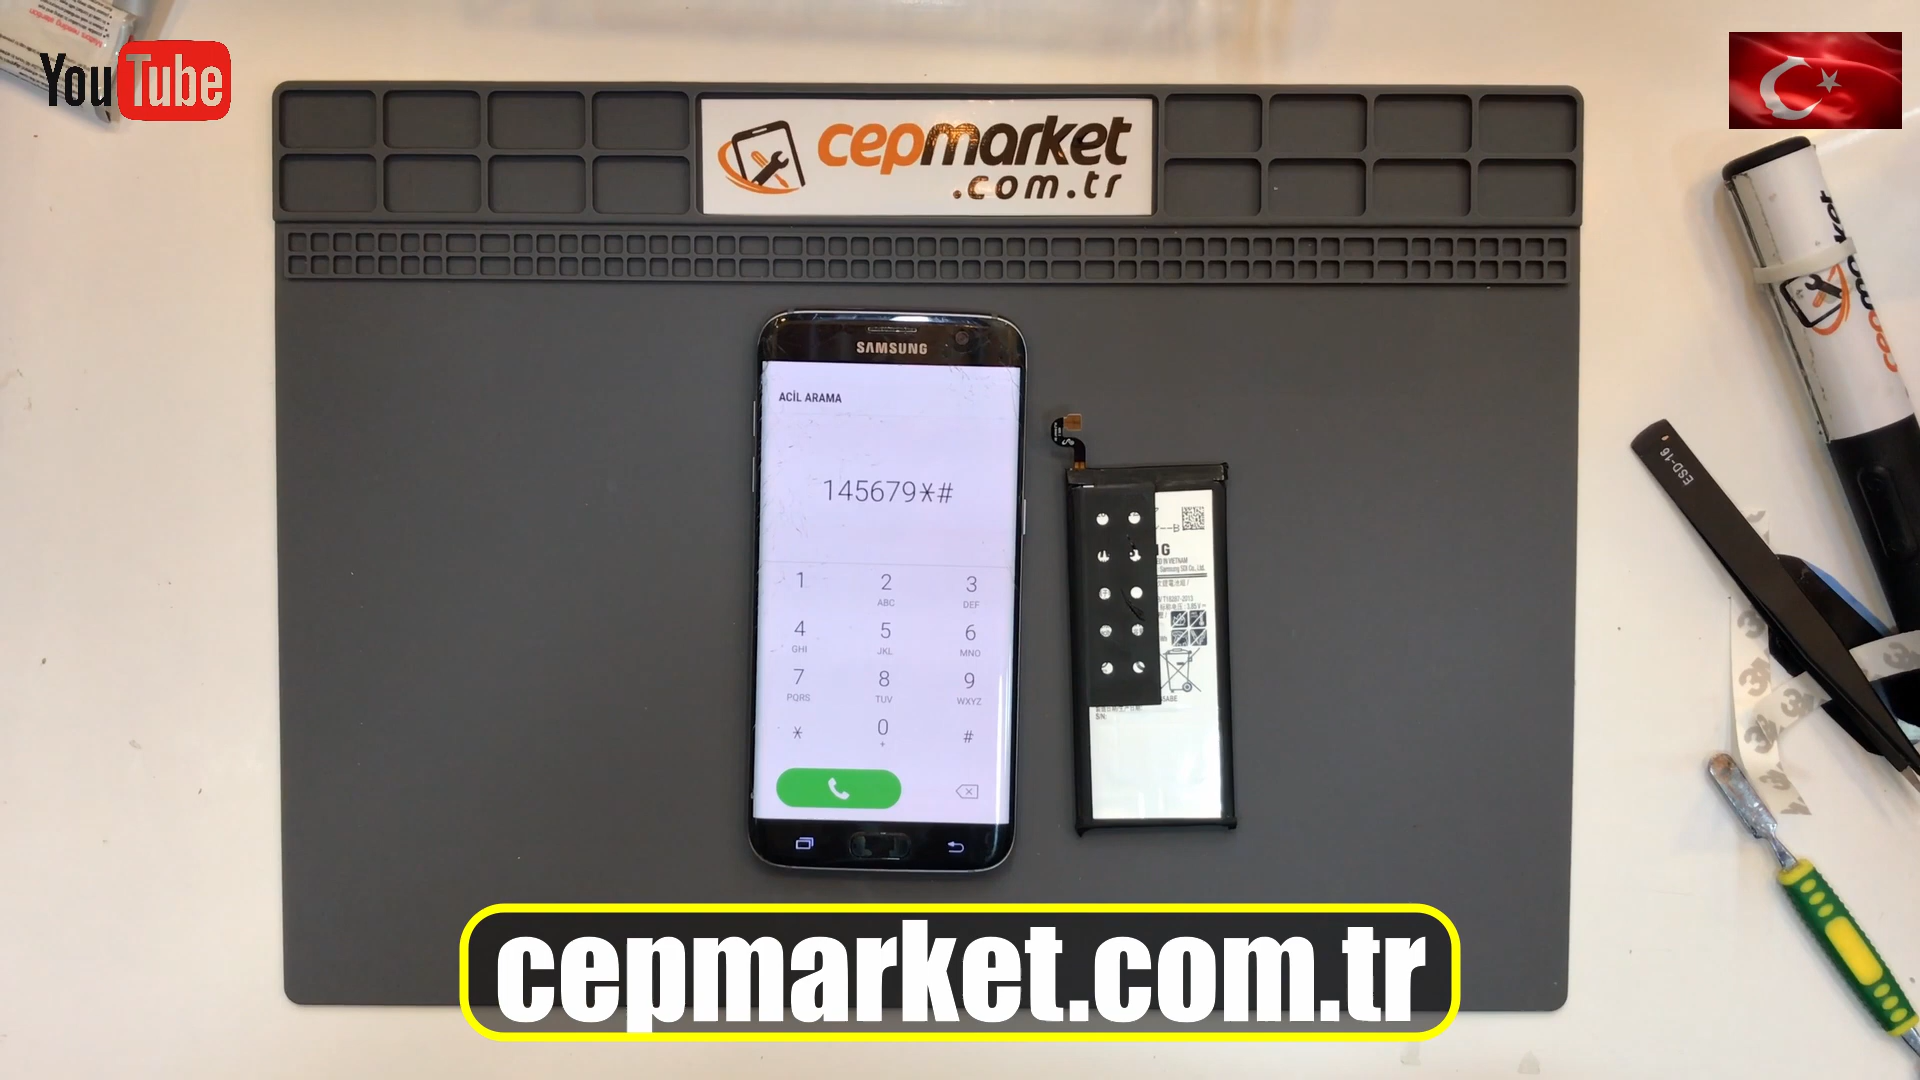 YouTube
cepmarket
.com.tr
SAMSUNG
ACİL ARAMA
145679*#
1
2
ABC
3
DEF
4
GHI
5
JKL
6
MNO
7
PQRS
8
TUV
9
WXYZ
*
0
+
#
ESD-16
S/N:
cepmarket.com.tr